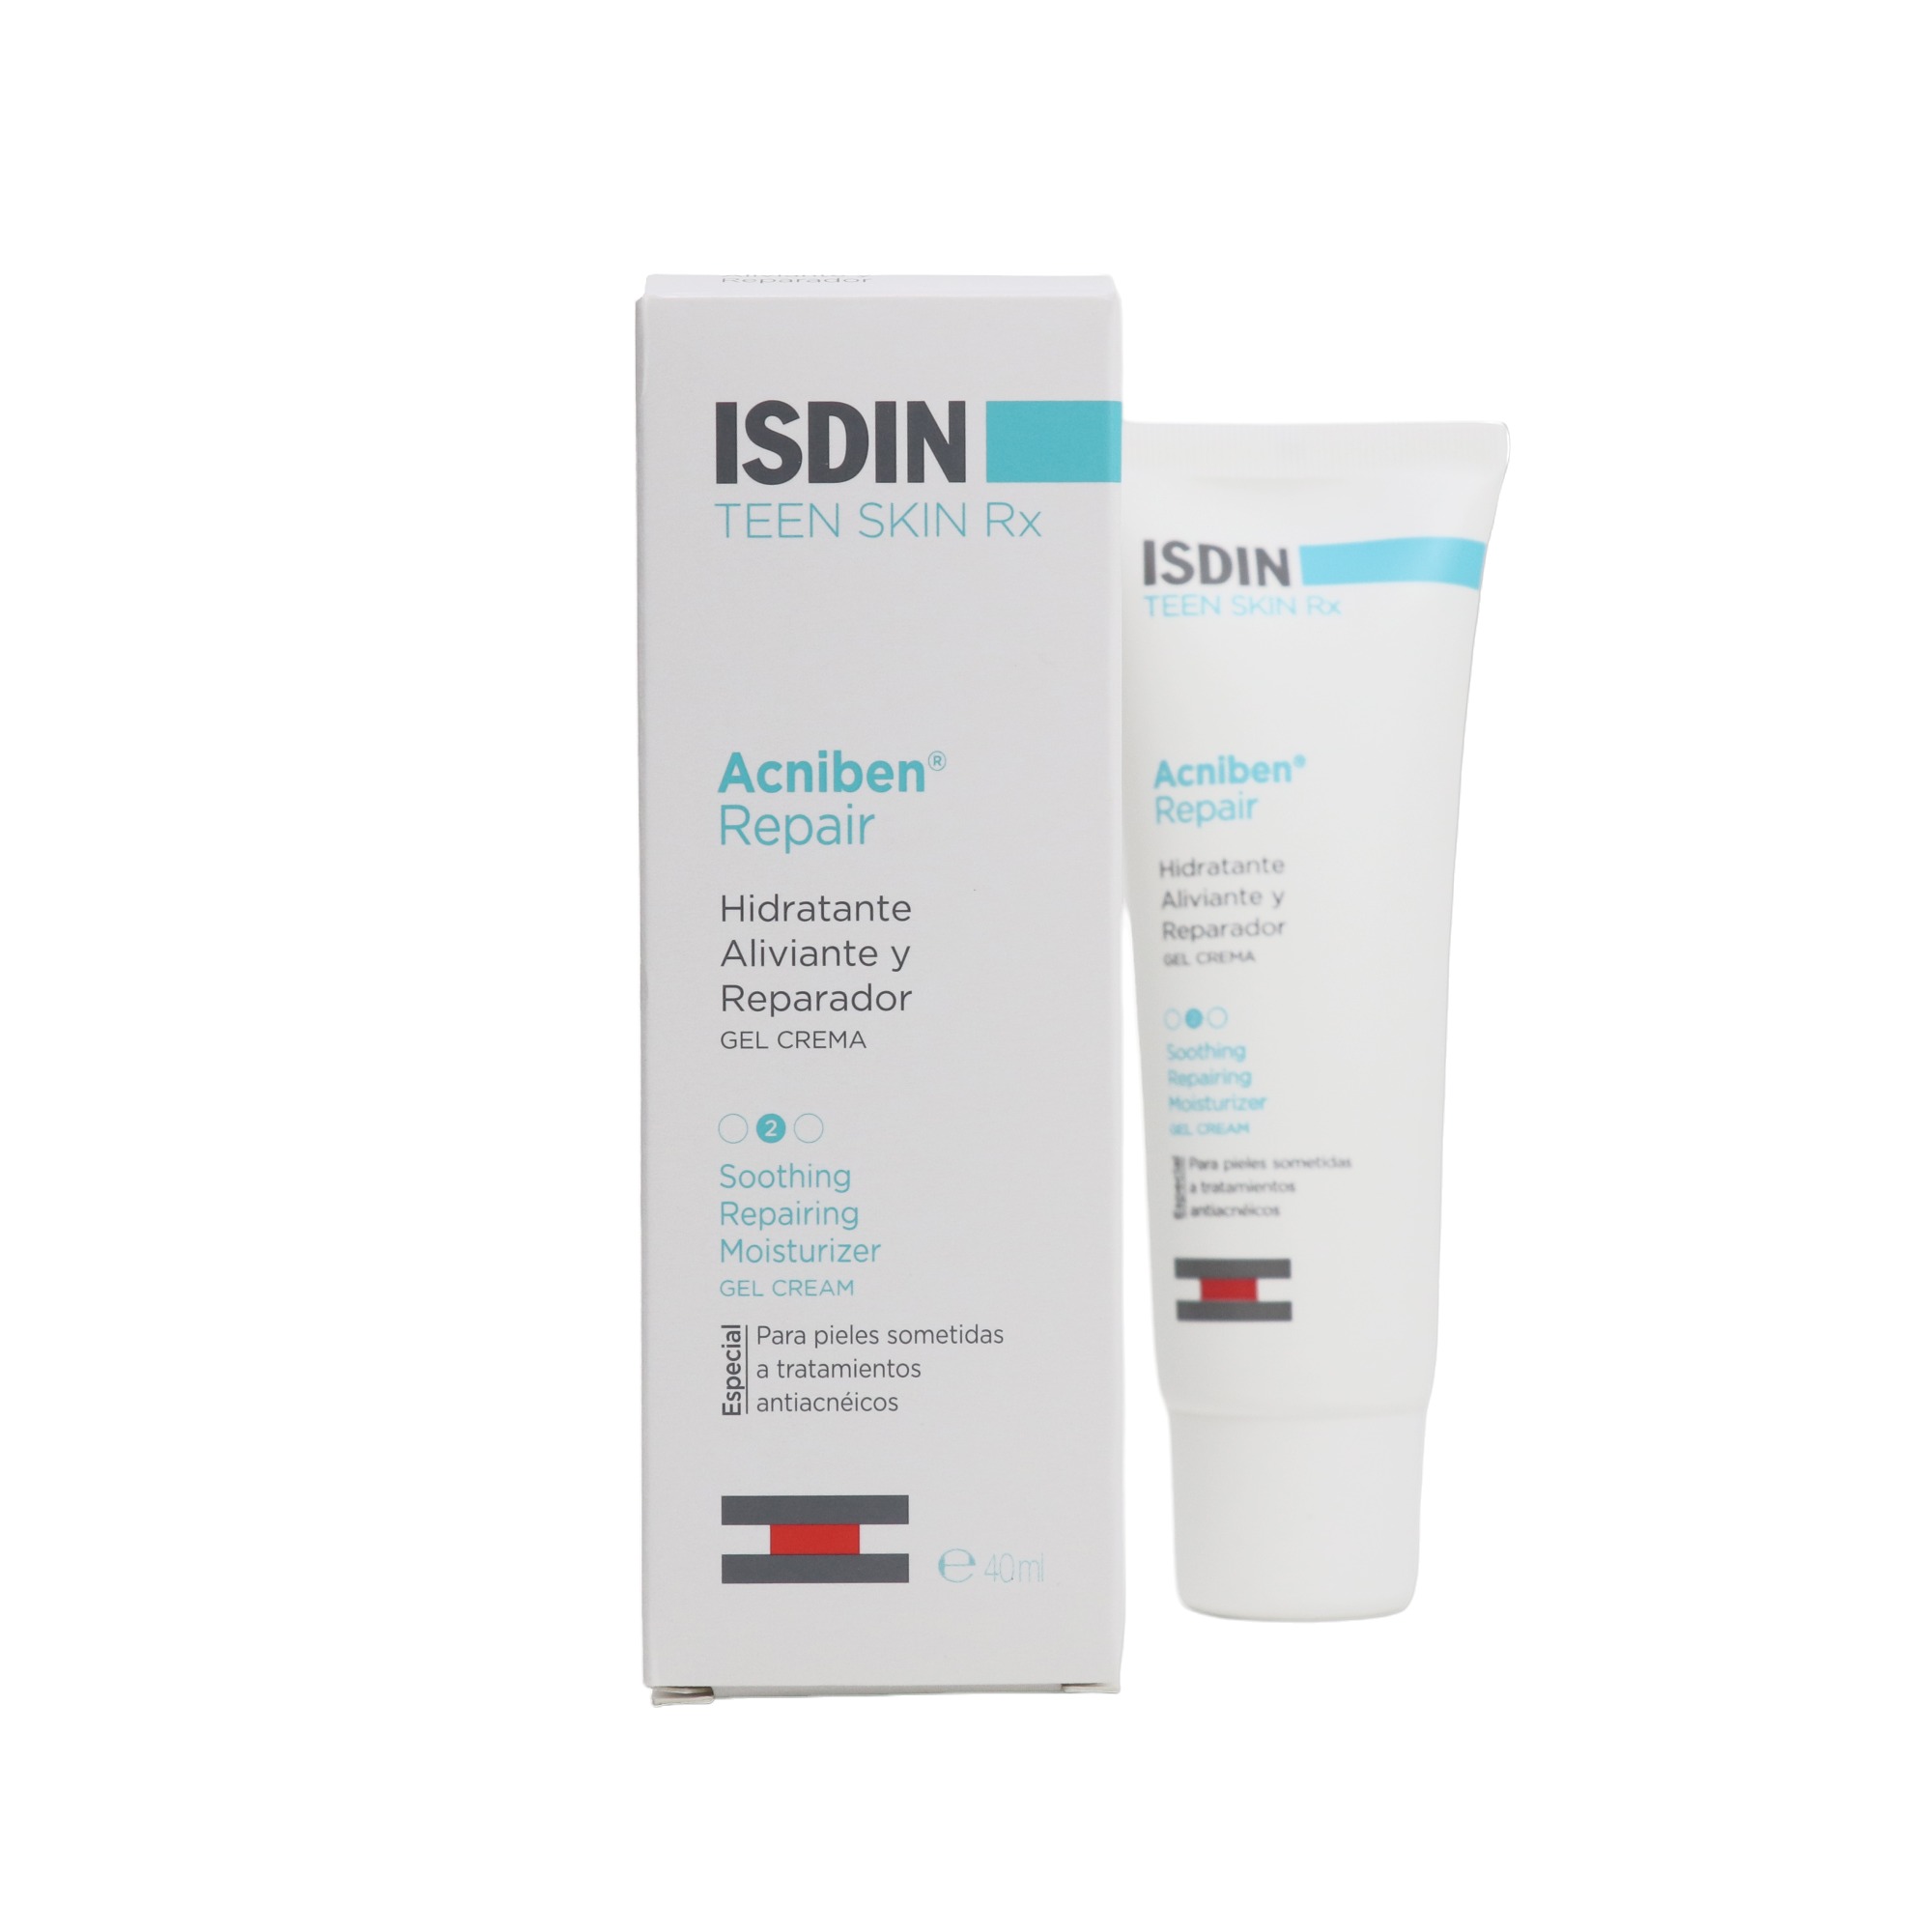 Reparador
ISDIN
TEEN SKIN Rx
Acniben®
Repair
Hidratante
Aliviante y
Reparador
GEL CREMA
2
Soothing
Repairing
Moisturizer
GEL CREAM
Especial
Para pieles sometidas
a tratamientos
antiacnéicos
e 40ml
ISDIN
TEEN SKIN Rx
Acniben®
Repair
Hidratante
Aliviante y
Reparador
GEL CREMA
Soothing
Repairing
Moisturizer
GEL CREAM
Especial
Para pieles sometidas
a tratamientos
antiacnéicos